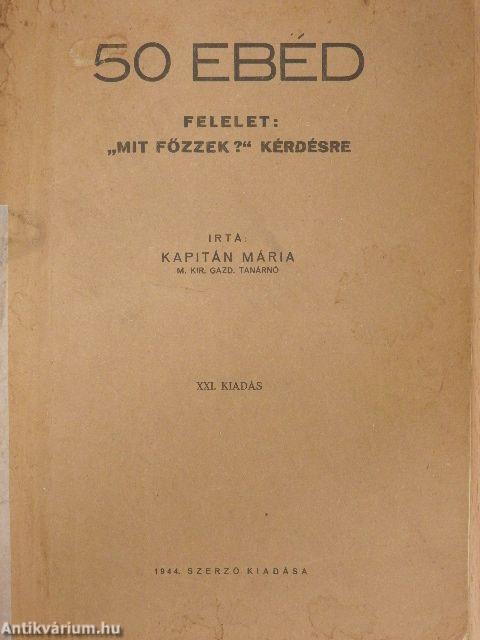 50 EBÉD
FELELET:
„MIT FŐZZEK?“ KÉRDÉSRE
IRTA:
KAPITÁN MÁRIA
M. KIR. GAZD. TANÁRNŐ
XXI. KIADÁS
1944. SZERZŐ KIADÁSA
Antikvárium.hu